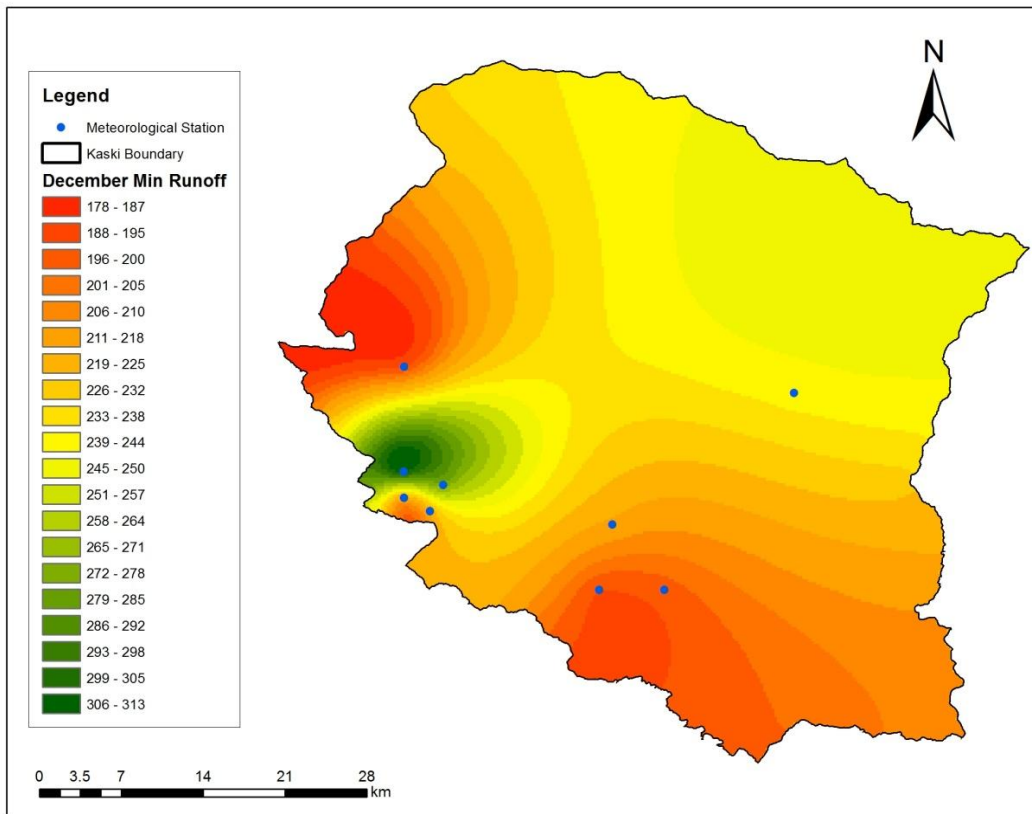 N
Legend
Meteorological Station
Kaski Boundary
December Min Runoff
178 - 187
188 - 195
196 - 200
201 - 205
206 - 210
211 - 218
219 - 225
226 - 232
233 - 238
239 - 244
245 - 250
251 - 257
258 - 264
265 - 271
272 - 278
279 - 285
286 - 292
293 - 298
299 - 305
306 - 313
0 3.5 7 14 21 28
km